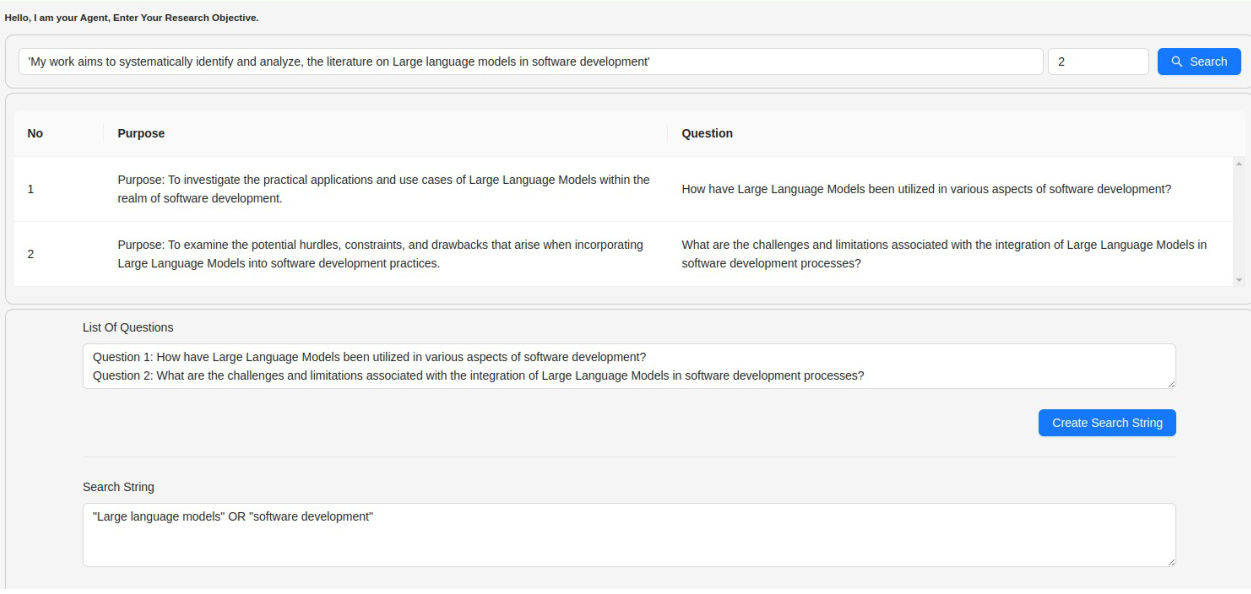 Hello, I am your Agent, Enter Your Research Objective.
'My work aims to systematically identify and analyze, the literature on Large language models in software development'
2
Search
No
Purpose
Question
1
Purpose: To investigate the practical applications and use cases of Large Language Models within the
realm of software development.
How have Large Language Models been utilized in various aspects of software development?
2
Purpose: To examine the potential hurdles, constraints, and drawbacks that arise when incorporating
Large Language Models into software development practices.
What are the challenges and limitations associated with the integration of Large Language Models in
software development processes?
List Of Questions
Question 1: How have Large Language Models been utilized in various aspects of software development?
Question 2: What are the challenges and limitations associated with the integration of Large Language Models in software development processes?
Create Search String
Search String
"Large language models" OR "software development"